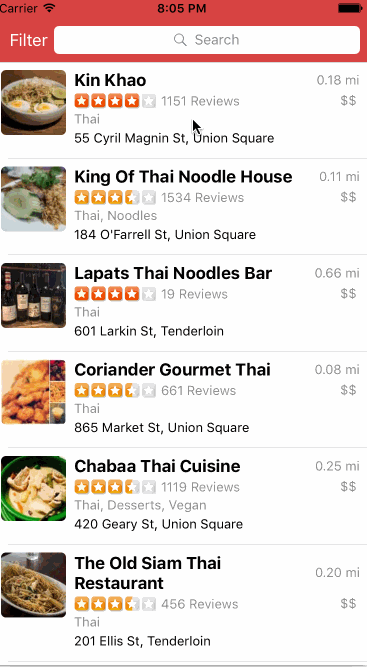 Carrier 8:05 PM
Filter Search
Kin Khao 0.18 mi
1151 Reviews $$
Thai
55 Cyril Magnin St, Union Square
King Of Thai Noodle House 0.11 mi
1534 Reviews $$
Thai, Noodles
184 O'Farrell St, Union Square
Lapats Thai Noodles Bar 0.66 mi
19 Reviews $$
Thai
601 Larkin St, Tenderloin
Coriander Gourmet Thai 0.08 mi
661 Reviews $$
Thai
865 Market St, Union Square
Chabaa Thai Cuisine 0.25 mi
1119 Reviews $$
Thai, Desserts, Vegan
420 Geary St, Union Square
The Old Siam Thai
Restaurant 0.20 mi
456 Reviews $$
Thai
201 Ellis St, Tenderloin